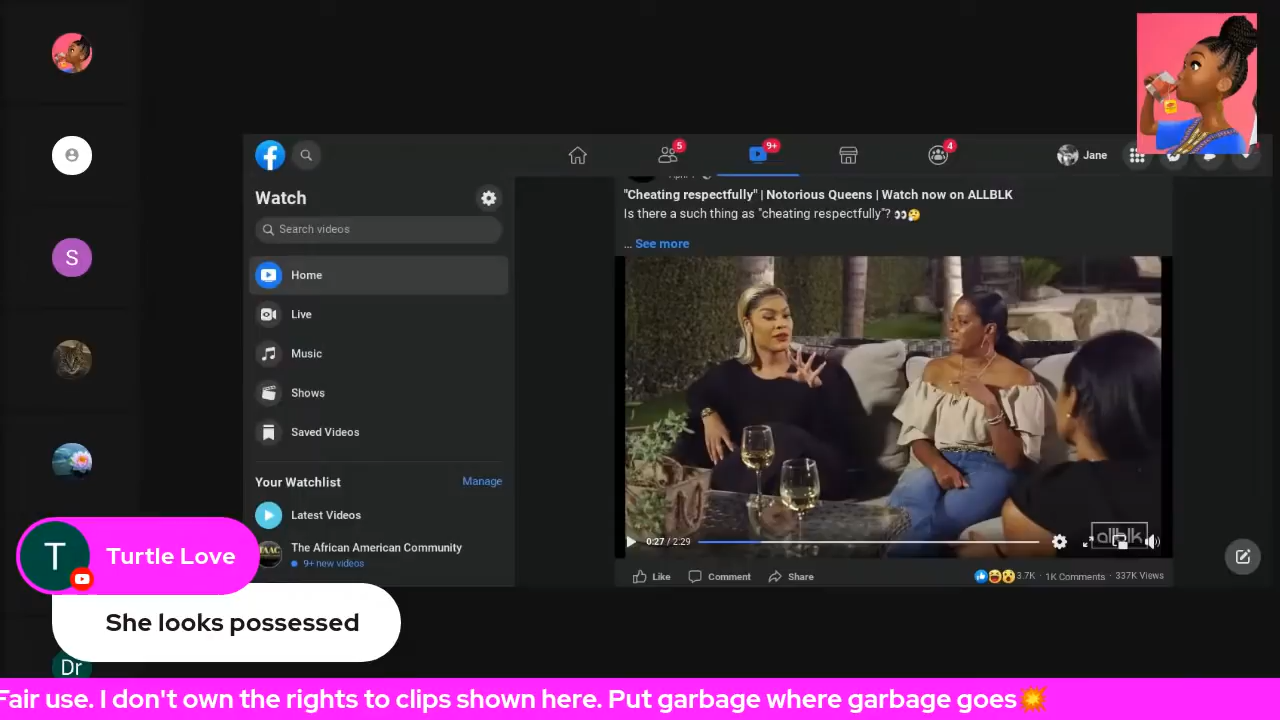 5
9+
4
Jane
Watch
Search videos
Home
Live
Music
Shows
Saved Videos
Your Watchlist
Manage
Latest Videos
The African American Community
9+ new videos
"Cheating respectfully" | Notorious Queens | Watch now on ALLBLK
Is there a such thing as "cheating respectfully"? 👀🤔
... See more
allblk
0:27 / 2:29
Like
Comment
Share
3.7K · 1K Comments · 337K Views
S
T
Turtle Love
She looks possessed
Dr
Fair use. I don't own the rights to clips shown here. Put garbage where garbage goes💥